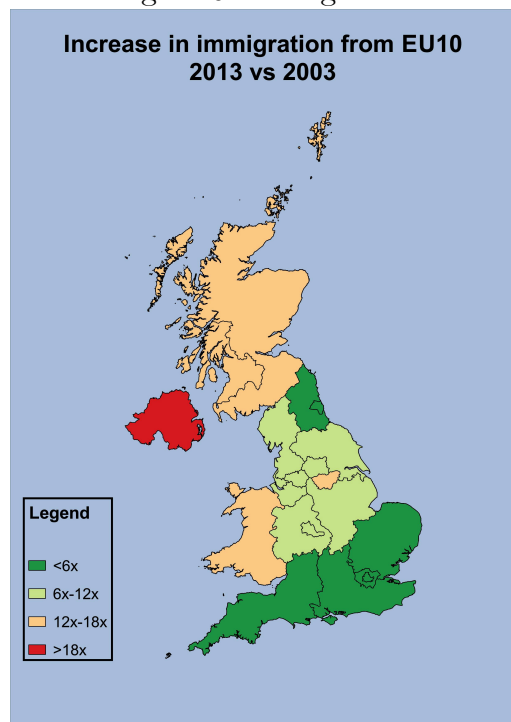 Increase in immigration from EU10
2013 vs 2003
Legend
<6x
6x-12x
12x-18x
>18x